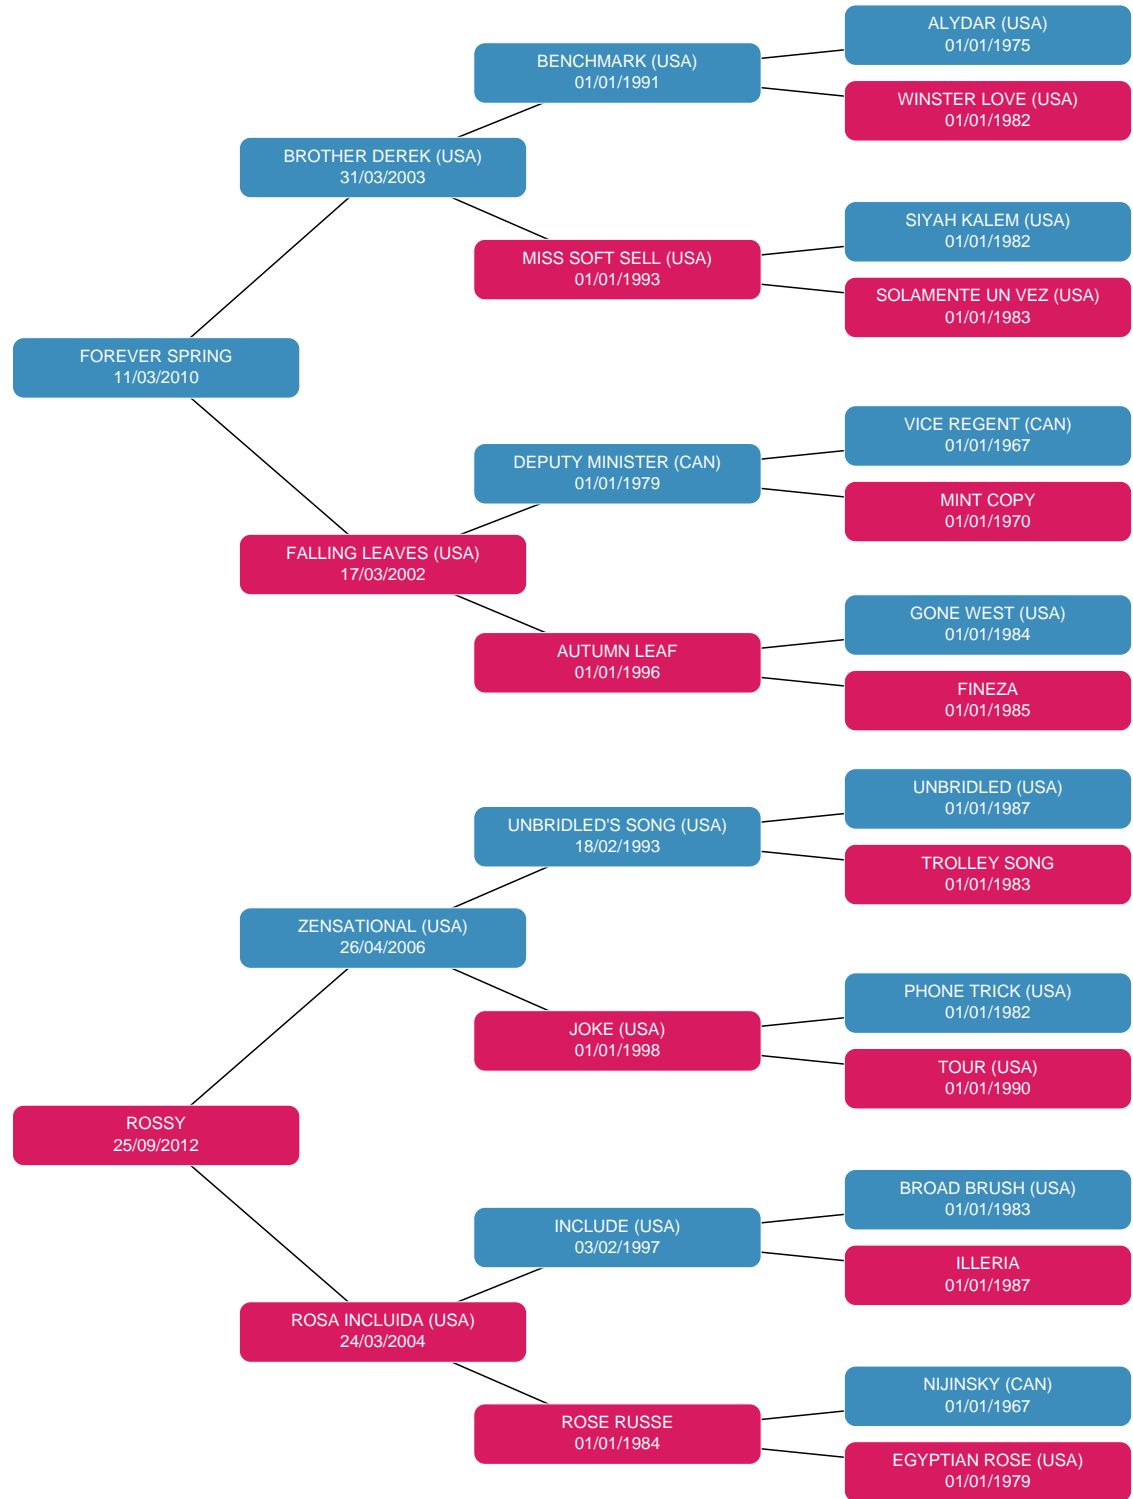 ALYDAR (USA)
01/01/1975
BENCHMARK (USA)
01/01/1991
WINSTER LOVE (USA)
01/01/1982
BROTHER DEREK (USA)
31/03/2003
SIYAH KALEM (USA)
01/01/1982
MISS SOFT SELL (USA)
01/01/1993
SOLAMENTE UN VEZ (USA)
01/01/1983
FOREVER SPRING
11/03/2010
VICE REGENT (CAN)
01/01/1967
DEPUTY MINISTER (CAN)
01/01/1979
MINT COPY
01/01/1970
FALLING LEAVES (USA)
17/03/2002
GONE WEST (USA)
01/01/1984
AUTUMN LEAF
01/01/1996
FINEZA
01/01/1985
UNBRIDLED (USA)
01/01/1987
UNBRIDLED'S SONG (USA)
18/02/1993
TROLLEY SONG
01/01/1983
ZENSATIONAL (USA)
26/04/2006
PHONE TRICK (USA)
01/01/1982
JOKE (USA)
01/01/1998
TOUR (USA)
01/01/1990
ROSSY
25/09/2012
BROAD BRUSH (USA)
01/01/1983
INCLUDE (USA)
03/02/1997
ILLERIA
01/01/1987
ROSA INCLUIDA (USA)
24/03/2004
NIJINSKY (CAN)
01/01/1967
ROSE RUSSE
01/01/1984
EGYPTIAN ROSE (USA)
01/01/1979